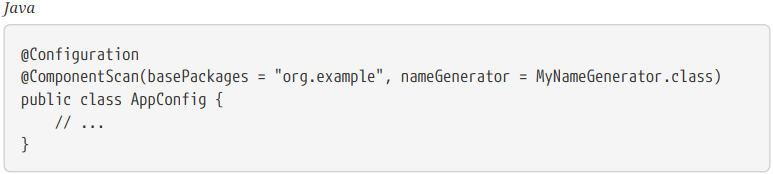 Java
@Configuration
@ComponentScan(basePackages = "org.example", nameGenerator = MyNameGenerator.class)
public class AppConfig {
    // ...
}